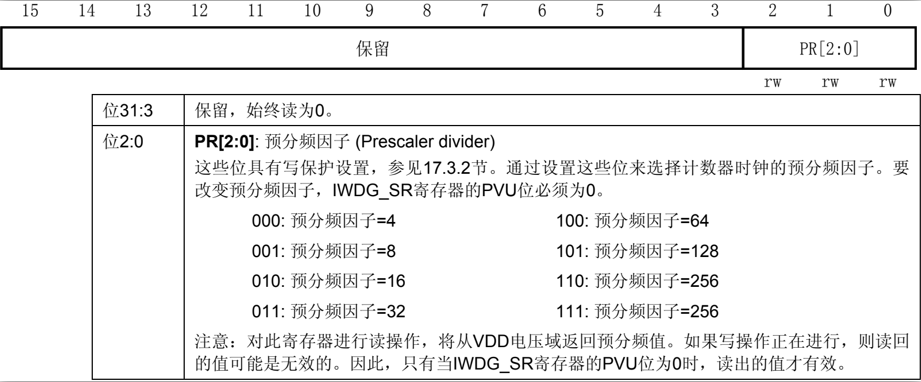 15 14 13 12 11 10 9 8 7 6 5 4 3 2 1 0
保留 PR[2:0]
rw rw rw
位31:3 保留，始终读为0。
位2:0 PR[2:0]: 预分频因子 (Prescaler divider)
这些位具有写保护设置，参见17.3.2节。通过设置这些位来选择计数器时钟的预分频因子。要
改变预分频因子，IWDG_SR寄存器的PVU位必须为0。
000: 预分频因子=4 100: 预分频因子=64
001: 预分频因子=8 101: 预分频因子=128
010: 预分频因子=16 110: 预分频因子=256
011: 预分频因子=32 111: 预分频因子=256
注意：对此寄存器进行读操作，将从VDD电压域返回预分频值。如果写操作正在进行，则读回
的值可能是无效的。因此，只有当IWDG_SR寄存器的PVU位为0时，读出的值才有效。